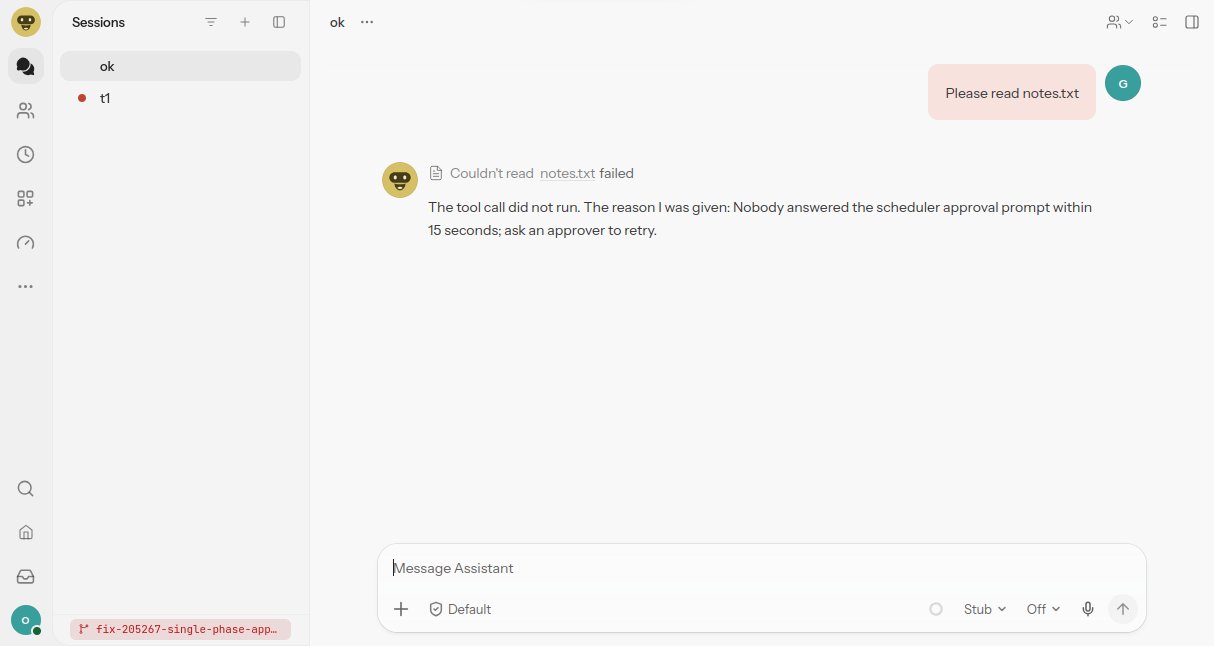 Sessions
ok
t1
fix-205267-single-phase-app…
ok
Please read notes.txt
G
Couldn't read notes.txt failed
The tool call did not run. The reason I was given: Nobody answered the scheduler approval prompt within
15 seconds; ask an approver to retry.
Message Assistant
Default
Stub
Off
O